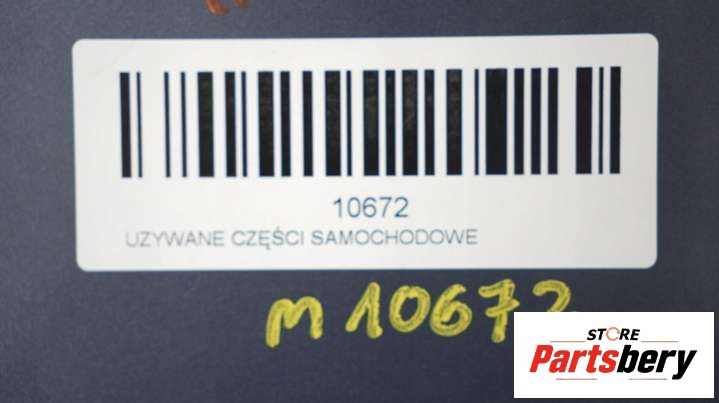 10672
UZYWANE CZĘŚCI SAMOCHODOWE
M 10672
STORE
Partsbery